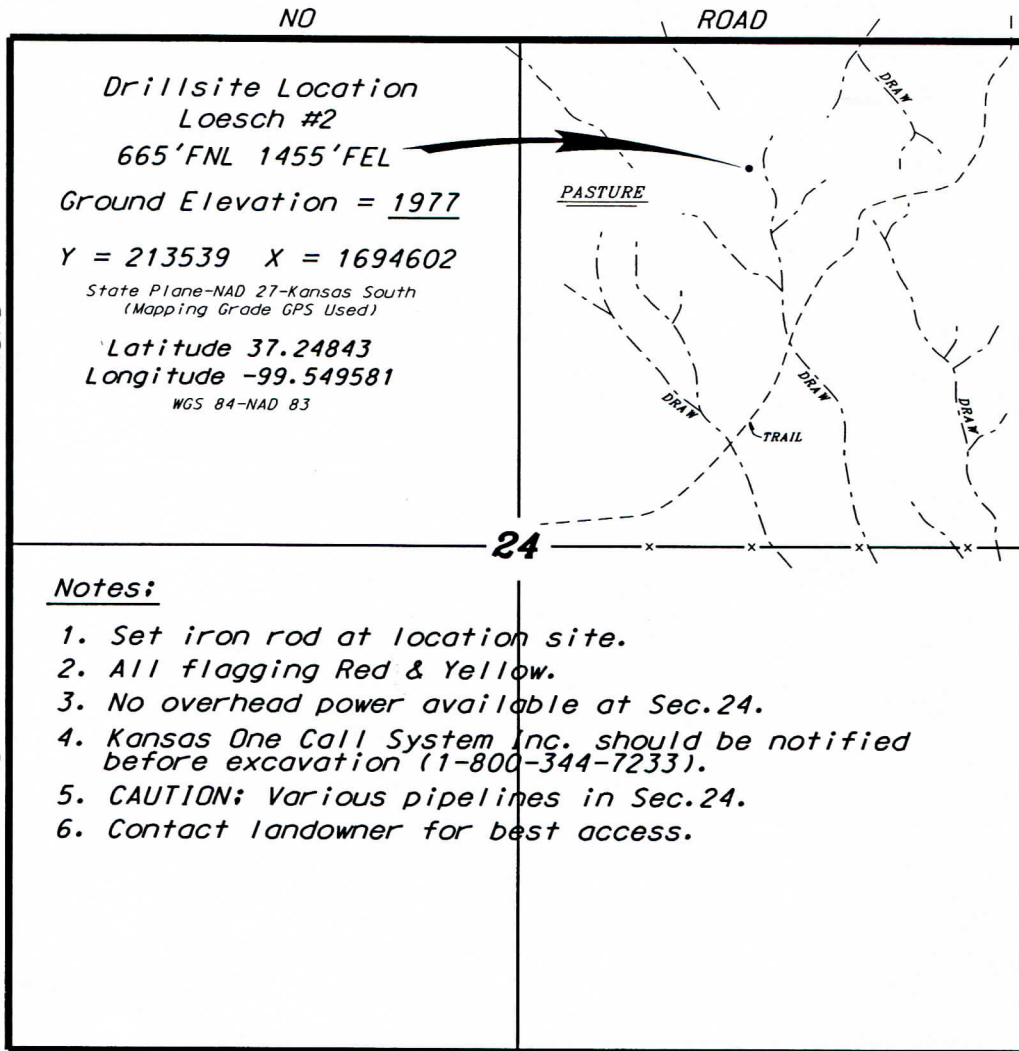 NO ROAD
Drillsite Location
Loesch #2
665'FNL 1455'FEL
Ground Elevation = 1977
Y = 213539 X = 1694602
State Plane-NAD 27-Kansas South
(Mapping Grade GPS Used)
Latitude 37.24843
Longitude -99.549581
WGS 84-NAD 83
DRAW
PASTURE
DRAW
DRAW
DRAW
TRAIL
24
x x x x
Notes:
1. Set iron rod at location site.
2. All flagging Red & Yellow.
3. No overhead power available at Sec.24.
4. Kansas One Call System Inc. should be notified
before excavation (1-800-344-7233).
5. CAUTION: Various pipelines in Sec.24.
6. Contact landowner for best access.